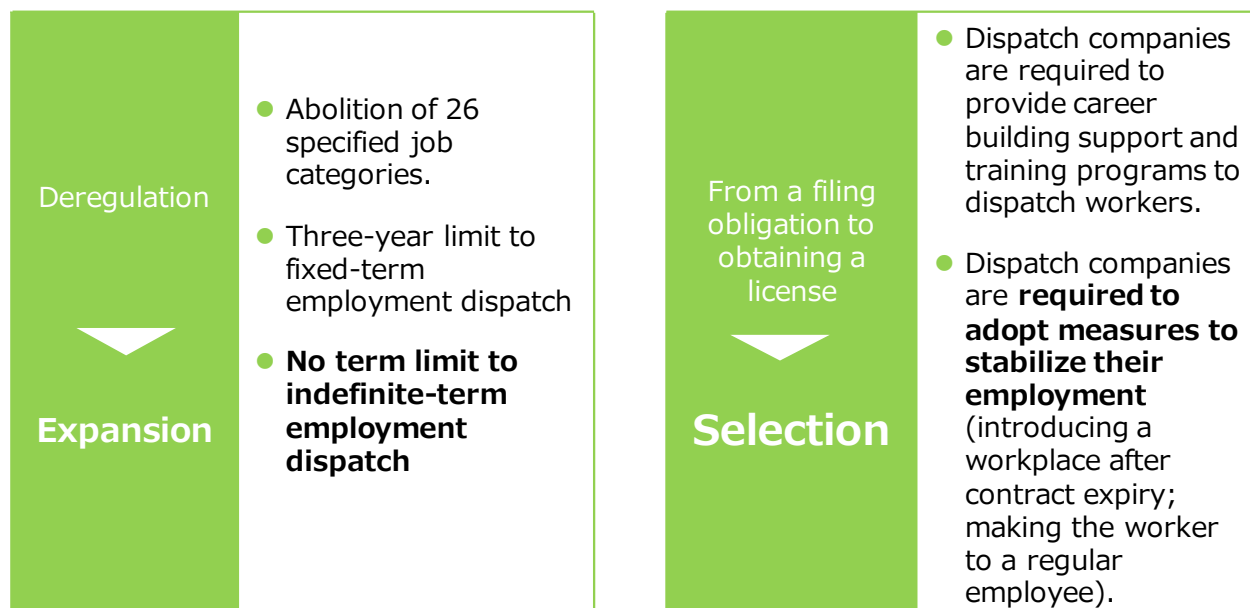 Deregulation
Expansion
● Abolition of 26
specified job
categories.
● Three-year limit to
fixed-term
employment dispatch
● No term limit to
indefinite-term
employment
dispatch
From a filing
obligation to
obtaining a
license
Selection
● Dispatch companies
are required to
provide career
building support and
training programs to
dispatch workers.
● Dispatch companies
are required to
adopt measures to
stabilize their
employment
(introducing a
workplace after
contract expiry;
making the worker
to a regular
employee).